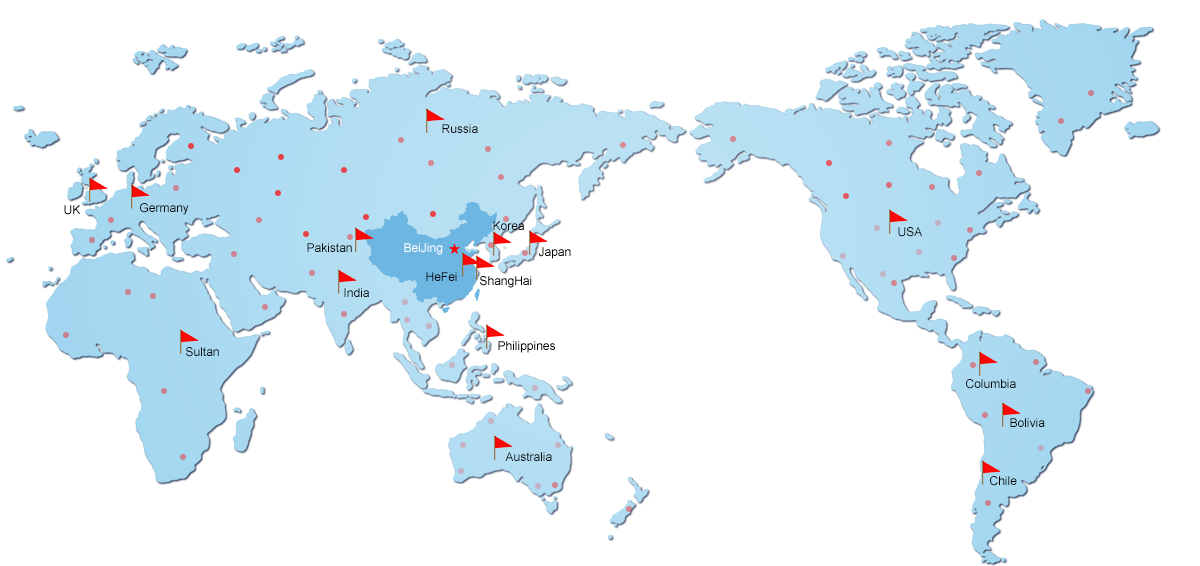 Russia
UK
Germany
Korea
USA
Pakistan
BeiJing
Japan
HeFei
ShangHai
India
Philippines
Sultan
Columbia
Bolivia
Australia
Chile